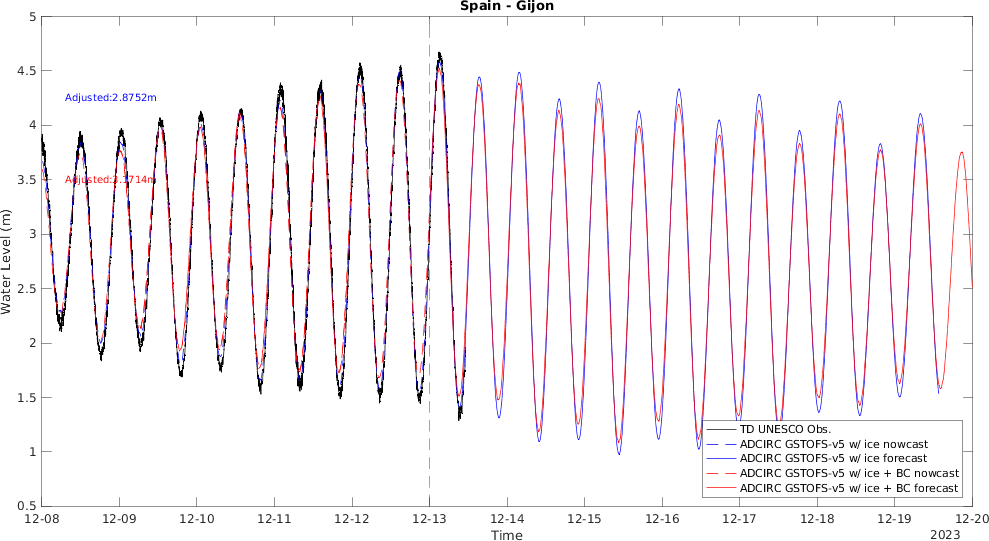 Spain - Gijon
Water Level (m)
5
4.5
4
3.5
3
2.5
2
1.5
1
0.5
Adjusted:2.8752m
TD UNESCO Obs.
ADCIRC GSTOFS-v5 w/ ice nowcast
ADCIRC GSTOFS-v5 w/ ice forecast
ADCIRC GSTOFS-v5 w/ ice + BC nowcast
ADCIRC GSTOFS-v5 w/ ice + BC forecast
12-08 12-09 12-10 12-11 12-12 12-13 12-14 12-15 12-16 12-17 12-18 12-19 12-20
Time
2023